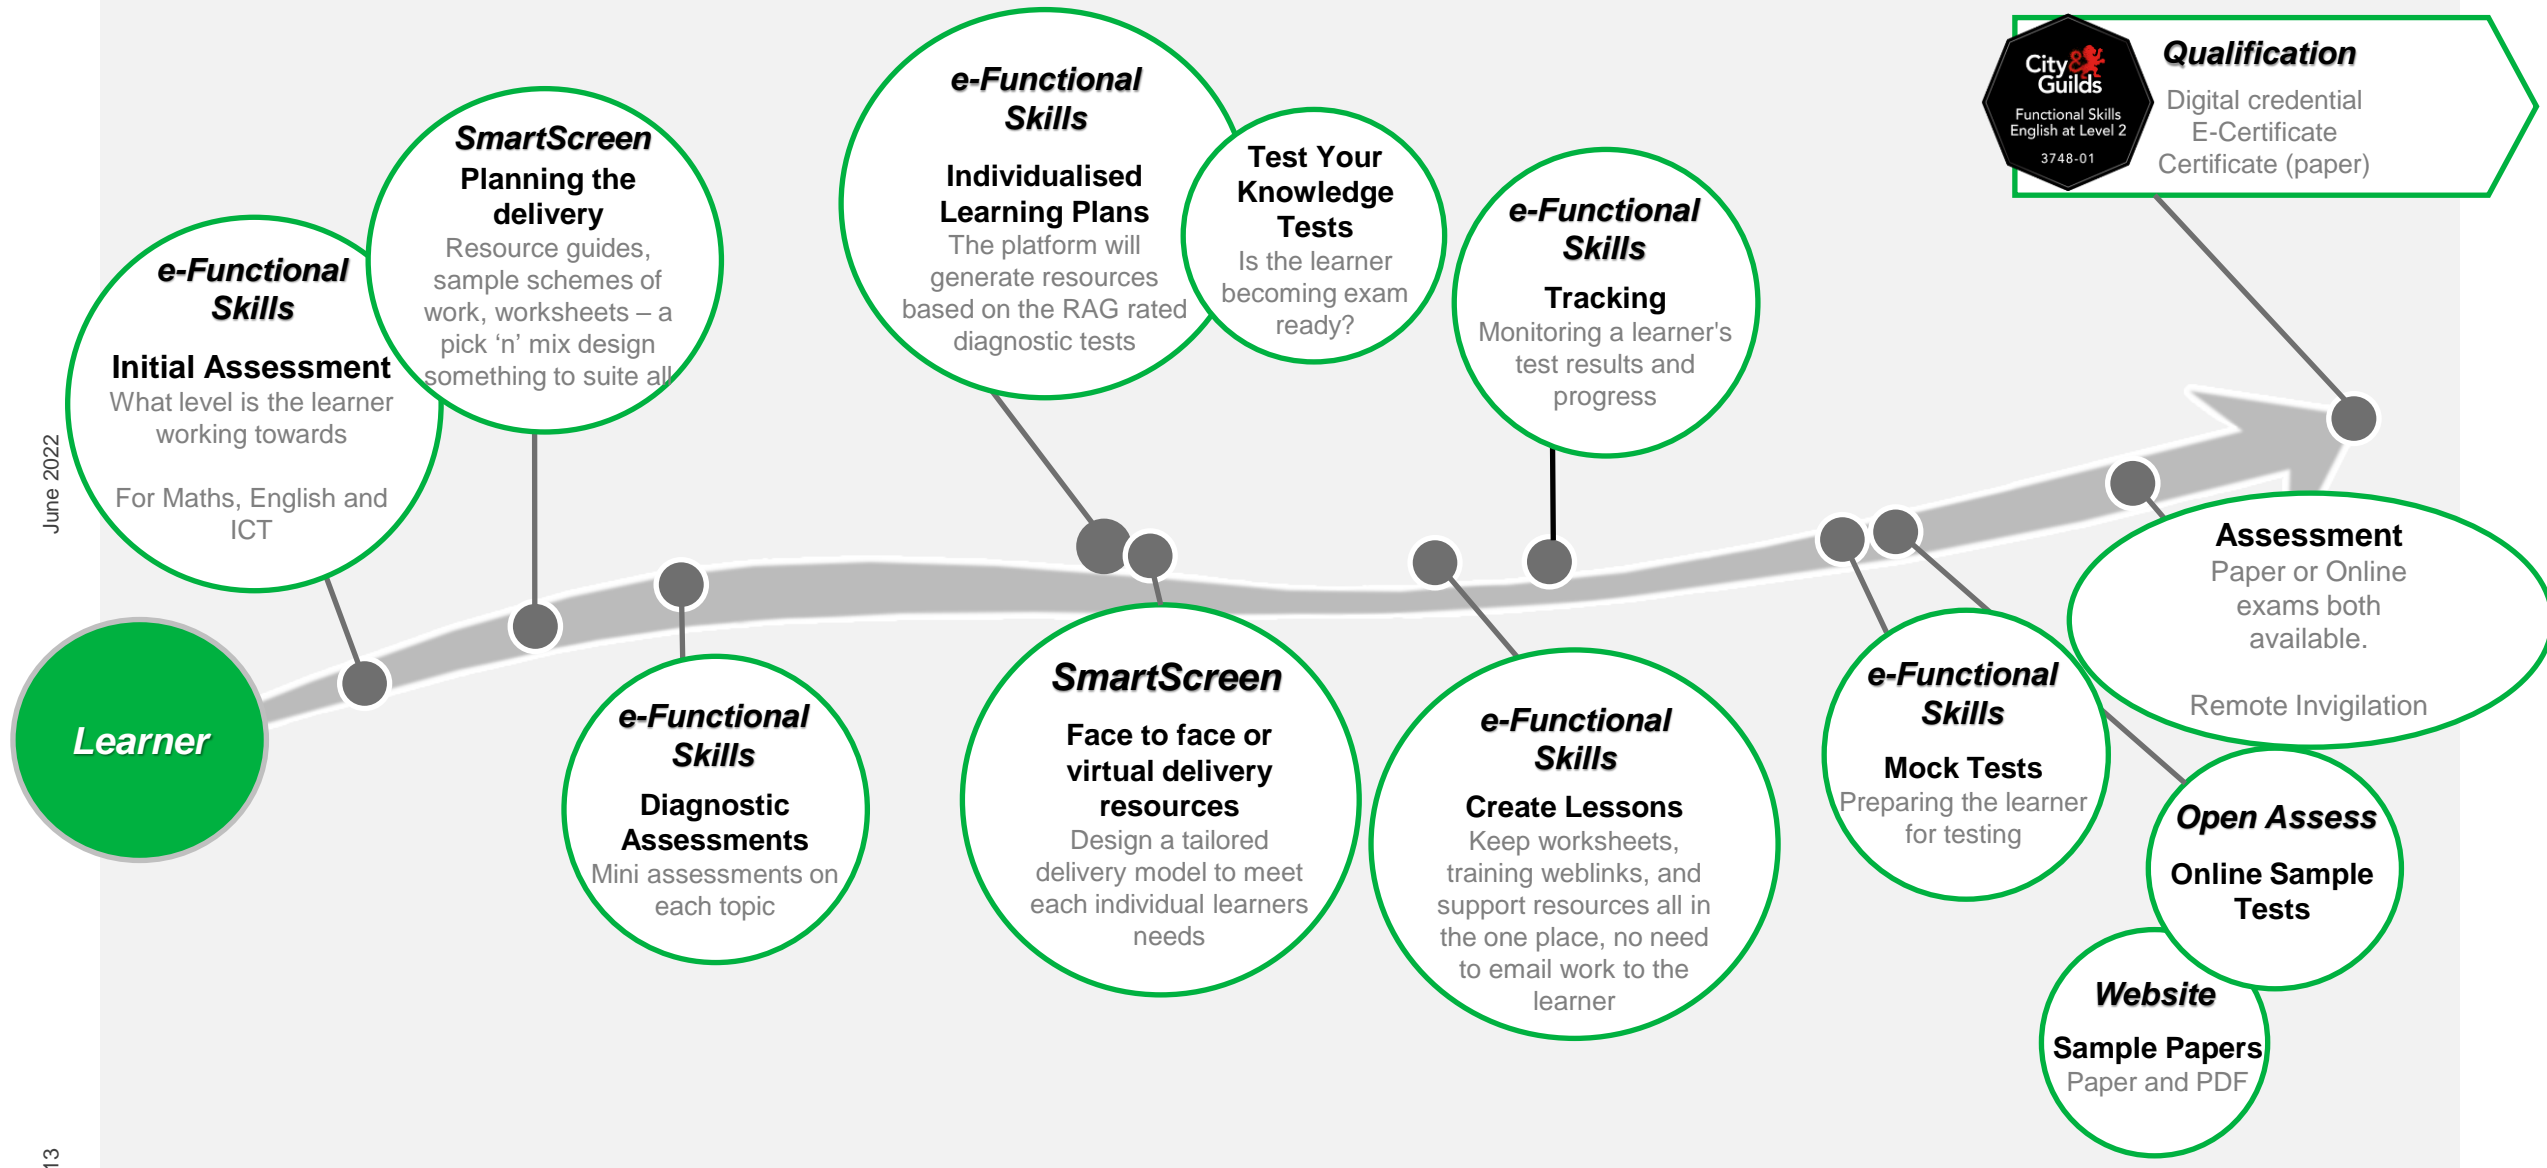 June 2022
13
Learner
e-Functional
Skills
Initial Assessment
What level is the learner
working towards
For Maths, English and
ICT
SmartScreen
Planning the
delivery
Resource guides,
sample schemes of
work, worksheets – a
pick ‘n’ mix design
something to suite all
e-Functional
Skills
Diagnostic
Assessments
Mini assessments on
each topic
e-Functional
Skills
Individualised
Learning Plans
The platform will
generate resources
based on the RAG rated
diagnostic tests
Test Your
Knowledge
Tests
Is the learner
becoming exam
ready?
SmartScreen
Face to face or
virtual delivery
resources
Design a tailored
delivery model to meet
each individual learners
needs
e-Functional
Skills
Create Lessons
Keep worksheets,
training weblinks, and
support resources all in
the one place, no need
to email work to the
learner
e-Functional
Skills
Tracking
Monitoring a learner's
test results and
progress
e-Functional
Skills
Mock Tests
Preparing the learner
for testing
Open Assess
Online Sample
Tests
Website
Sample Papers
Paper and PDF
Assessment
Paper or Online
exams both
available.
Remote Invigilation
City &
Guilds
Functional Skills
English at Level 2
3748-01
Qualification
Digital credential
E-Certificate
Certificate (paper)